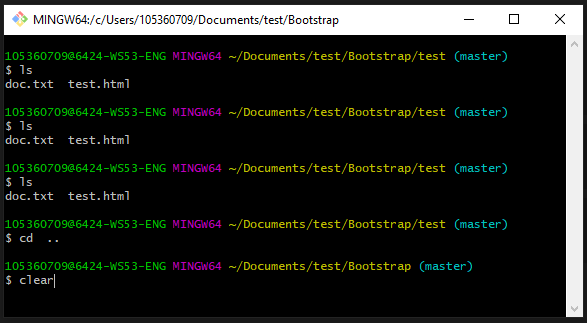 MINGW64:/c/Users/105360709/Documents/test/Bootstrap
105360709@6424-WS53-ENG MINGW64 ~/Documents/test/Bootstrap/test (master)
$ ls
doc.txt  test.html
105360709@6424-WS53-ENG MINGW64 ~/Documents/test/Bootstrap/test (master)
$ ls
doc.txt  test.html
105360709@6424-WS53-ENG MINGW64 ~/Documents/test/Bootstrap/test (master)
$ ls
doc.txt  test.html
105360709@6424-WS53-ENG MINGW64 ~/Documents/test/Bootstrap/test (master)
$ cd  ..
105360709@6424-WS53-ENG MINGW64 ~/Documents/test/Bootstrap (master)
$ clear